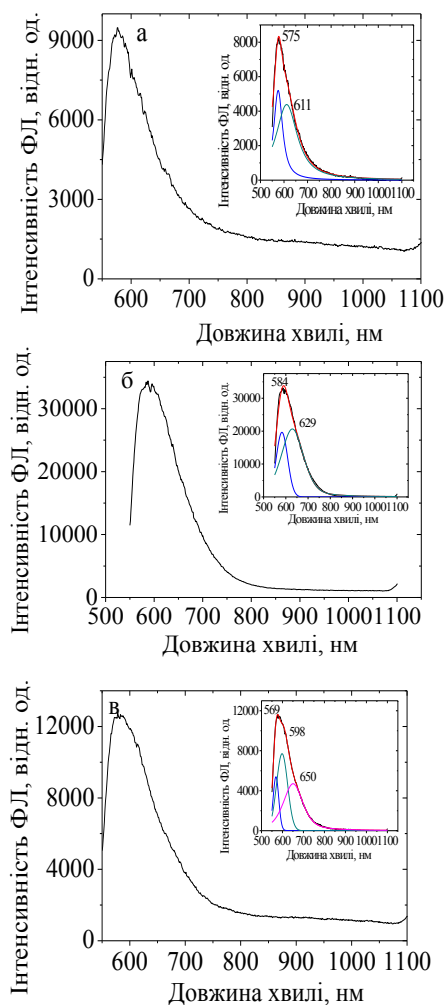 а
Інтенсивність ФЛ, відн. од.
9000
6000
3000
0
600 700 800 900 1000 1100
Довжина хвилі, нм
Інтенсивність ФЛ, відн. од.
8000
6000
4000
2000
0
575
611
500 600 700 800 900 1000 1100
Довжина хвилі, нм
б
Інтенсивність ФЛ, відн. од.
30000
20000
10000
0
500 600 700 800 900 1000 1100
Довжина хвилі, нм
Інтенсивність ФЛ, відн. од.
40000
30000
20000
10000
0
584
629
500 600 700 800 900 1000 1100
Довжина хвилі, нм
в
Інтенсивність ФЛ, відн. од.
12000
8000
4000
0
600 700 800 900 1000 1100
Довжина хвилі, нм
Інтенсивність ФЛ, відн. од
12000
8000
4000
0
569
598
650
500 600 700 800 900 1000 1100
Довжина хвилі, нм